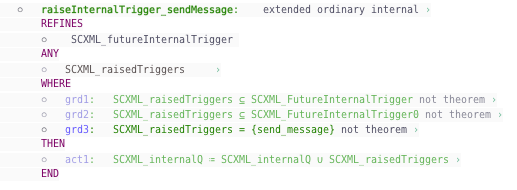 raiseInternalTrigger_sendMessage: extended ordinary internal ›
REFINES
SCXML_futureInternalTrigger
ANY
SCXML_raisedTriggers ›
WHERE
grd1: SCXML_raisedTriggers ⊆ SCXML_FutureInternalTrigger not theorem ›
grd2: SCXML_raisedTriggers ⊆ SCXML_FutureInternalTrigger0 not theorem ›
grd3: SCXML_raisedTriggers = {send_message} not theorem ›
THEN
act1: SCXML_internalQ ≔ SCXML_internalQ ∪ SCXML_raisedTriggers ›
END